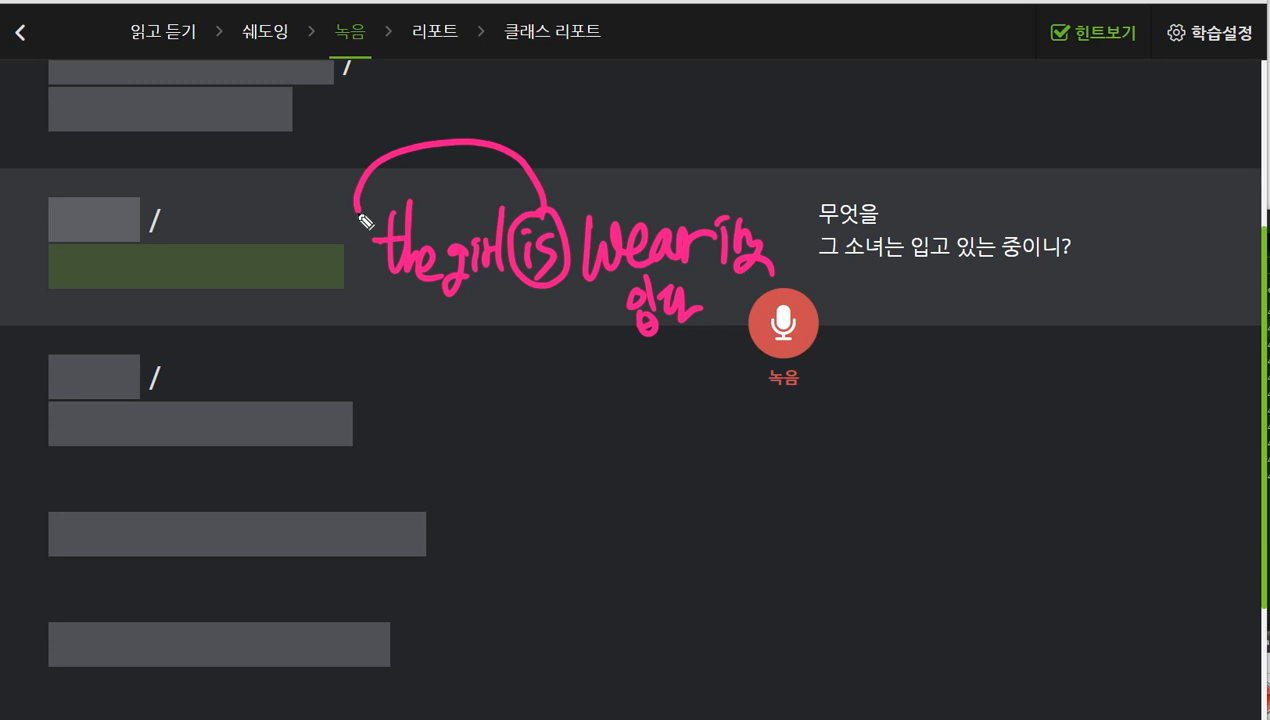 읽고 듣기 > 쉐도잉 > 녹음 > 리포트 > 클래스 리포트
힌트보기
학습설정
/
/
the girl is wearing
입다
무엇을
그 소녀는 입고 있는 중이니?
녹음
/